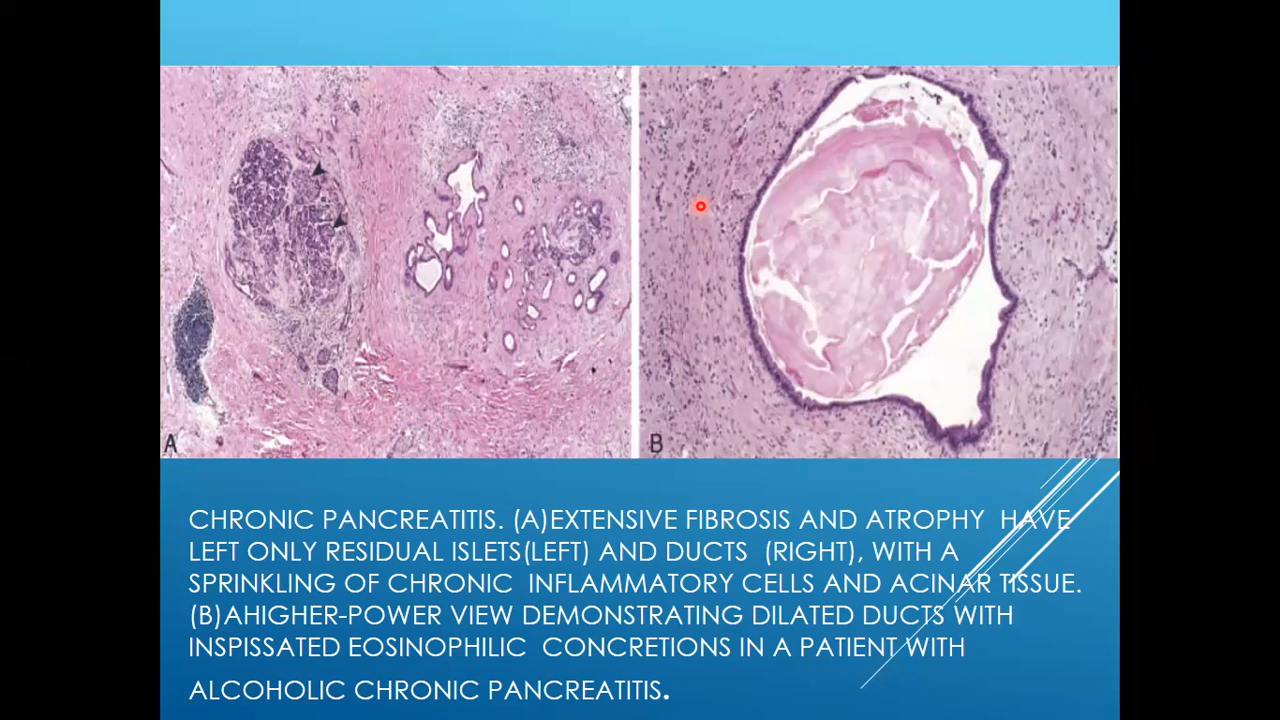 A
B
CHRONIC PANCREATITIS. (A)EXTENSIVE FIBROSIS AND ATROPHY HAVE
LEFT ONLY RESIDUAL ISLETS(LEFT) AND DUCTS (RIGHT), WITH A
SPRINKLING OF CHRONIC INFLAMMATORY CELLS AND ACINAR TISSUE.
(B)AHIGHER-POWER VIEW DEMONSTRATING DILATED DUCTS WITH
INSPISSATED EOSINOPHILIC CONCRETIONS IN A PATIENT WITH
ALCOHOLIC CHRONIC PANCREATITIS.